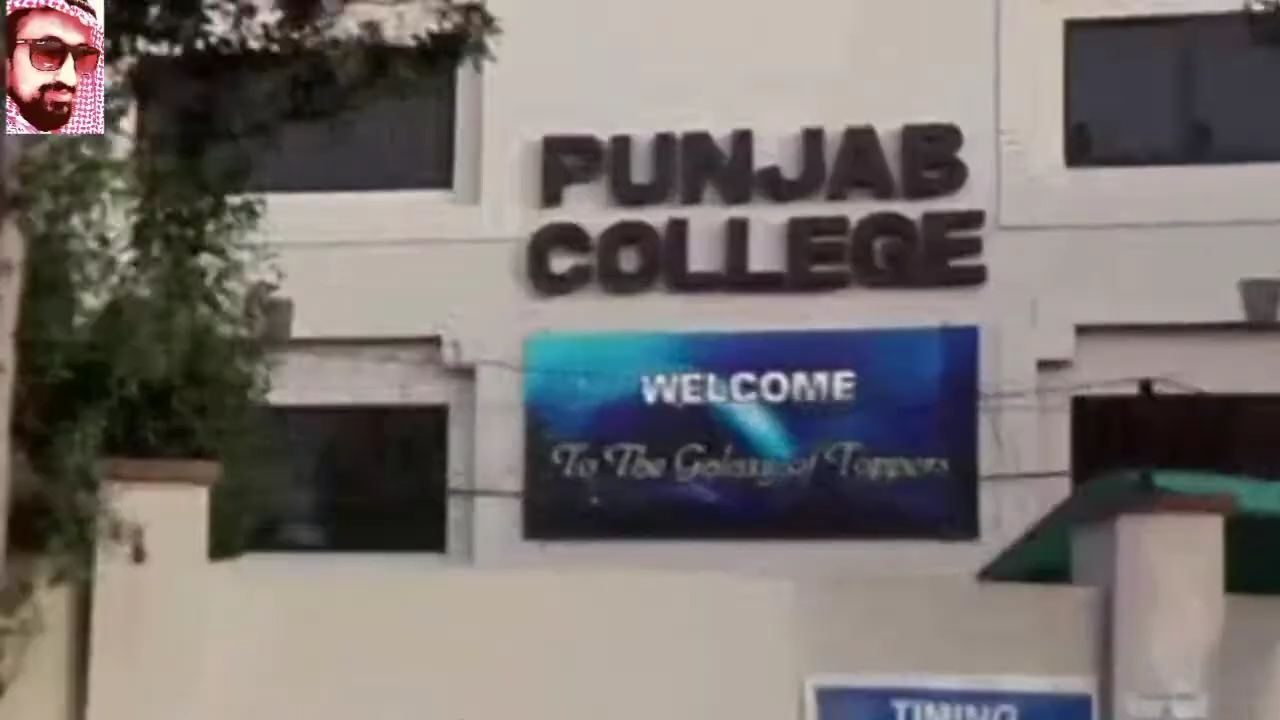 PUNJAB
COLLEGE
WELCOME
To The Galaxy of Toppers
TIMING